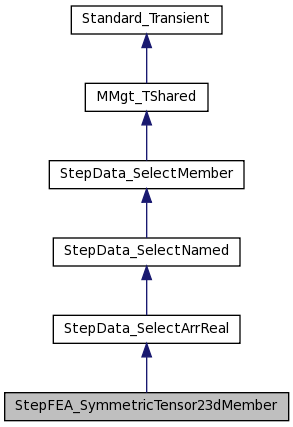 Standard_Transient
MMgt_TShared
StepData_SelectMember
StepData_SelectNamed
StepData_SelectArrReal
StepFEA_SymmetricTensor23dMember